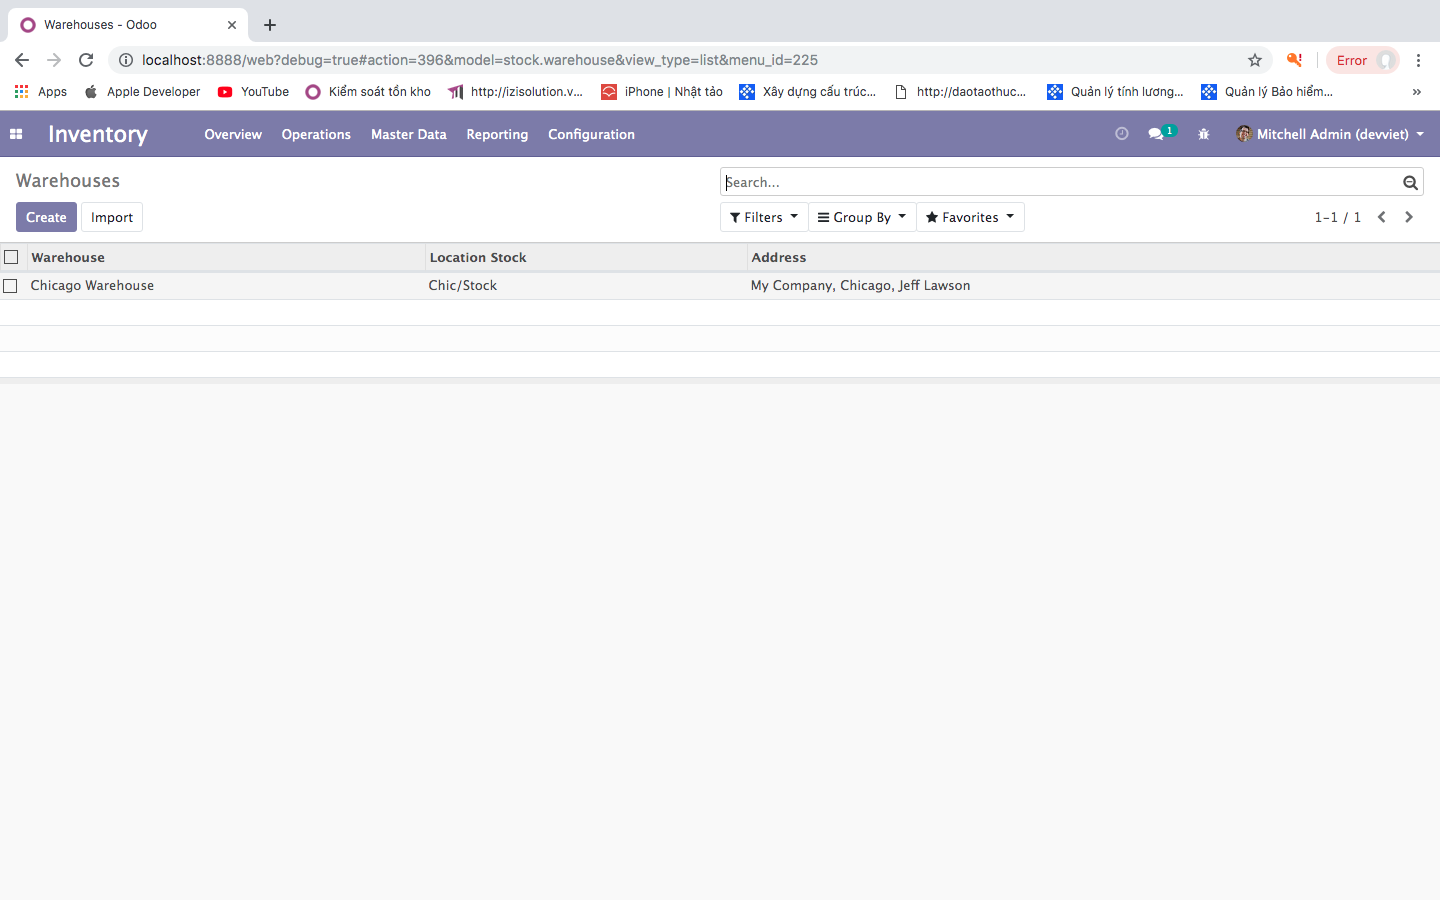 Warehouses - Odoo
localhost:8888/web?debug=true#action=396&model=stock.warehouse&view_type=list&menu_id=225
Error
Apps Apple Developer YouTube Kiểm soát tồn kho http://izisolution.v... iPhone | Nhật tảo Xây dựng cấu trúc... http://daotaothuc... Quản lý tính lương... Quản lý Bảo hiểm... »
Inventory Overview Operations Master Data Reporting Configuration 1 Mitchell Admin (devviet)
Warehouses
Search...
Create Import Filters Group By Favorites 1-1 / 1
Warehouse Location Stock Address
Chicago Warehouse Chic/Stock My Company, Chicago, Jeff Lawson